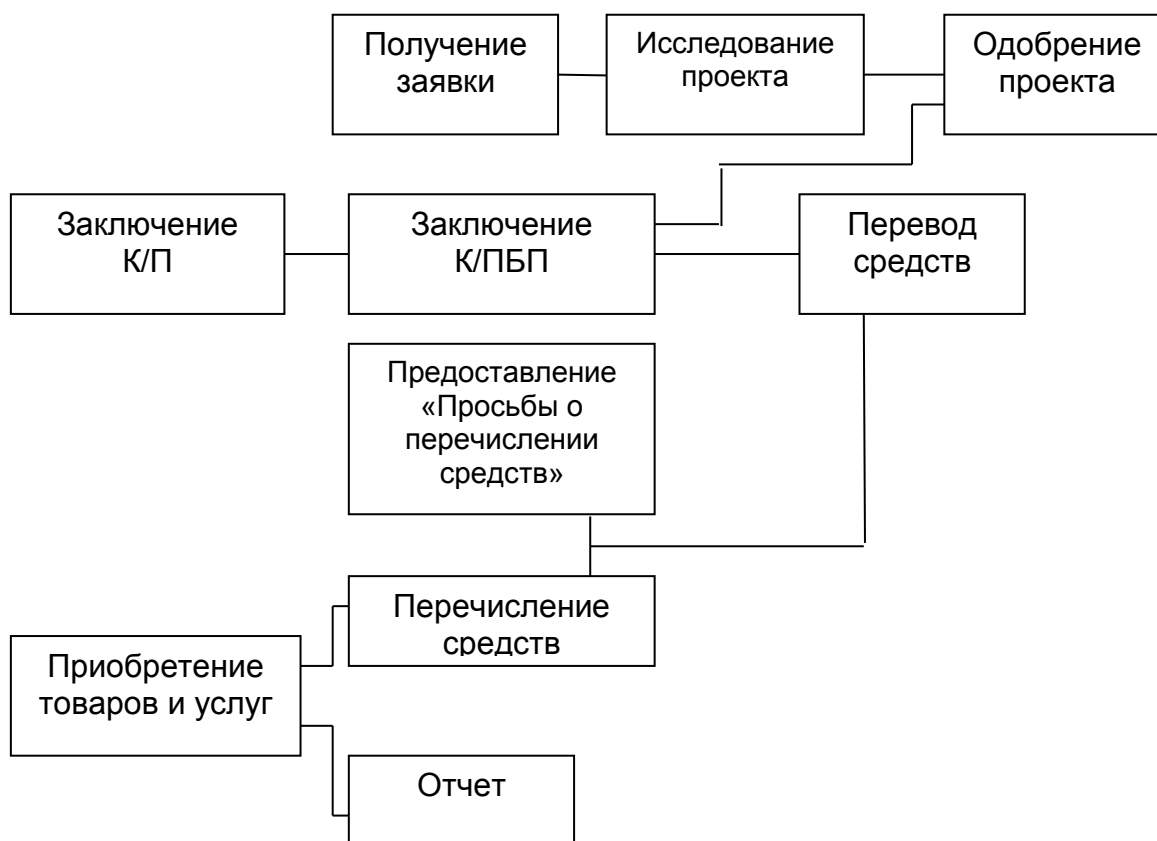 Получение
заявки
Исследование
проекта
Одобрение
проекта
Заключение
К/П
Заключение
К/ПБП
Перевод
средств
Предоставление
«Просьбы о
перечислении
средств»
Перечисление
средств
Приобретение
товаров и услуг
Отчет